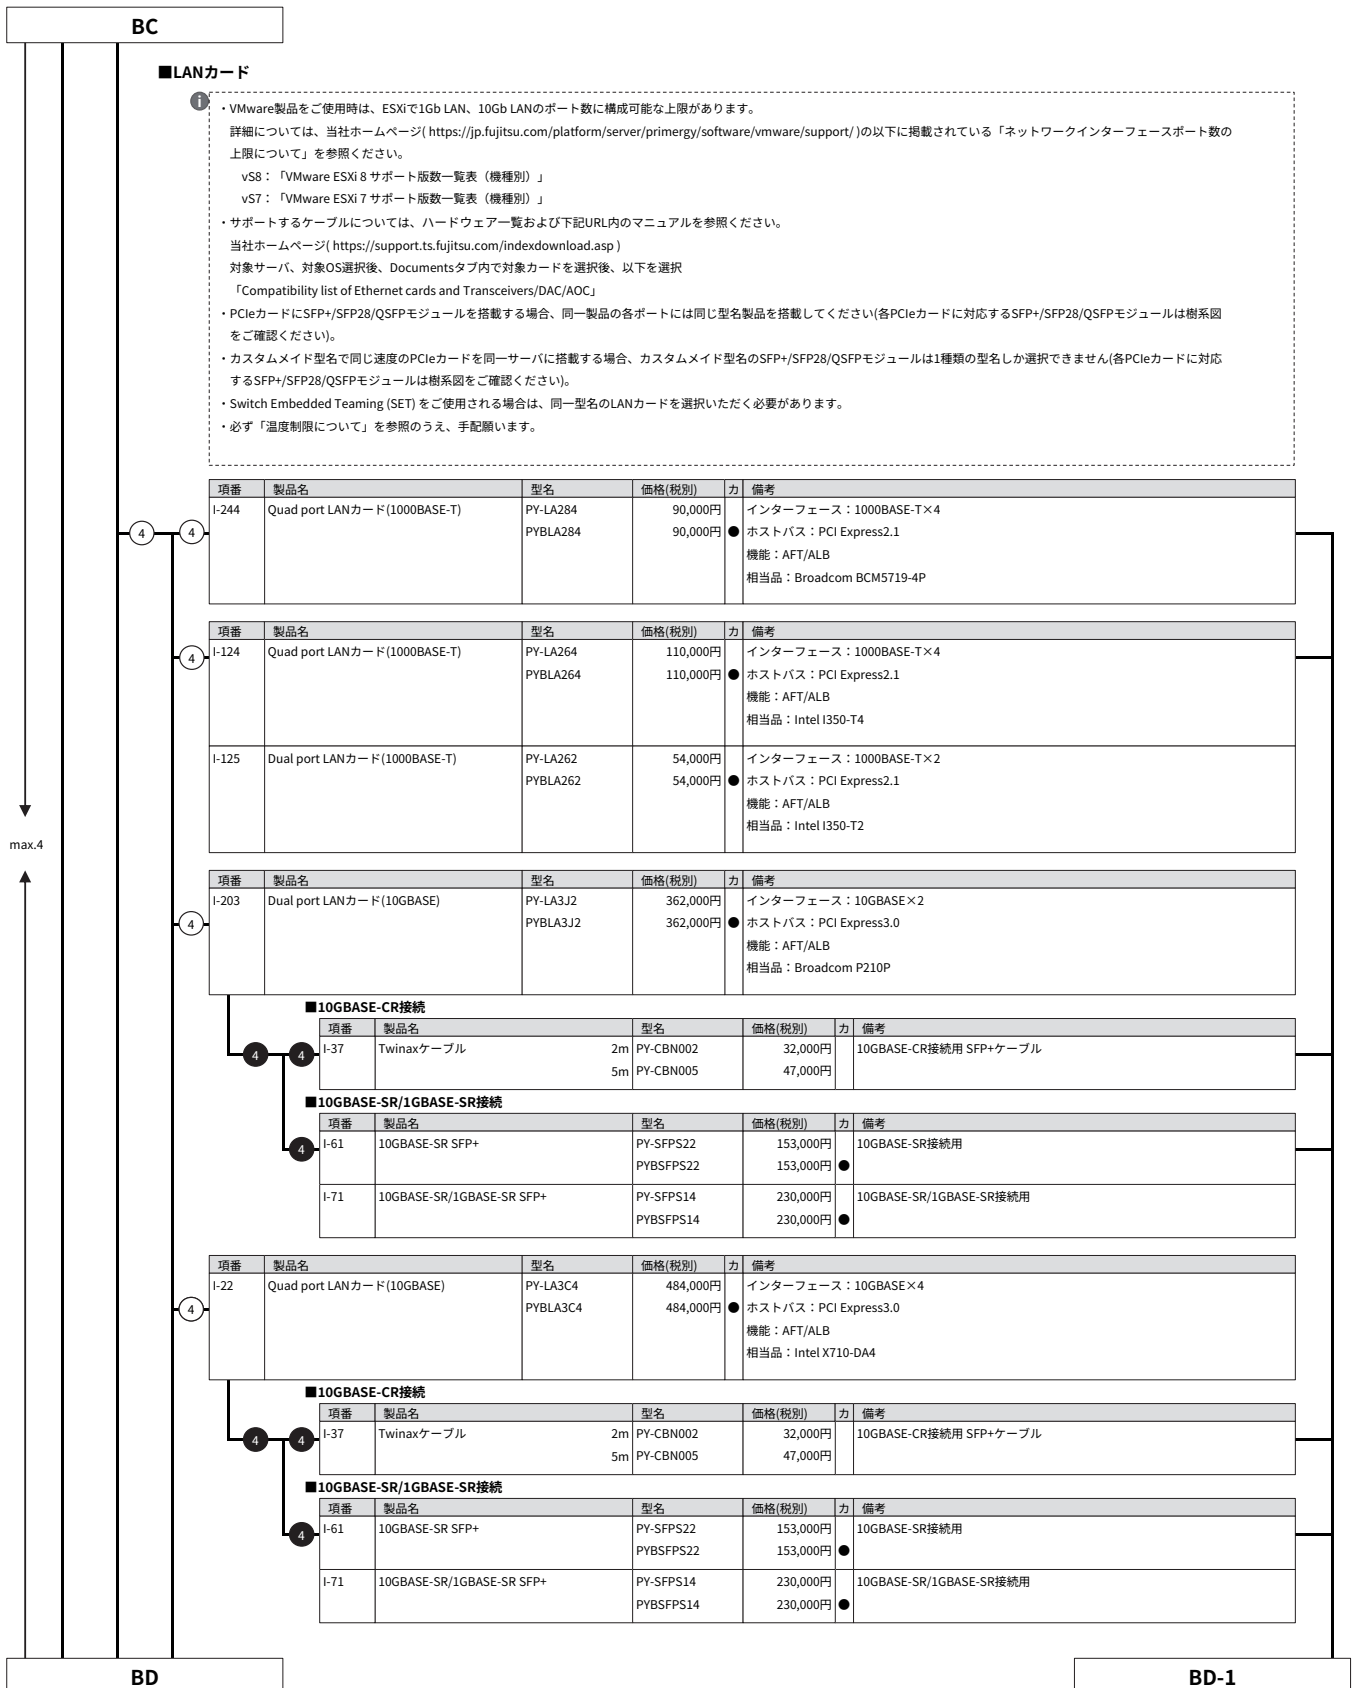 BC
■LANカード
i
・VMware製品をご使用時は、ESXiで1Gb LAN、10Gb LANのポート数に構成可能な上限があります。
詳細については、当社ホームページ( https://jp.fujitsu.com/platform/server/primergy/software/vmware/support/ )の以下に掲載されている「ネットワークインターフェースポート数の
上限について」を参照ください。
vS8：「VMware ESXi 8 サポート版数一覧表（機種別）」
vS7：「VMware ESXi 7 サポート版数一覧表（機種別）」
・サポートするケーブルについては、ハードウェア一覧および下記URL内のマニュアルを参照ください。
当社ホームページ( https://support.ts.fujitsu.com/indexdownload.asp )
対象サーバ、対象OS選択後、Documentsタブ内で対象カードを選択後、以下を選択
「Compatibility list of Ethernet cards and Transceivers/DAC/AOC」
・PCIeカードにSFP+/SFP28/QSFPモジュールを搭載する場合、同一製品の各ポートには同じ型名製品を搭載してください(各PCIeカードに対応するSFP+/SFP28/QSFPモジュールは樹系図
をご確認ください)。
・カスタムメイド型名で同じ速度のPCIeカードを同一サーバに搭載する場合、カスタムメイド型名のSFP+/SFP28/QSFPモジュールは1種類の型名しか選択できません(各PCIeカードに対応
するSFP+/SFP28/QSFPモジュールは樹系図をご確認ください)。
・Switch Embedded Teaming (SET) をご使用される場合は、同一型名のLANカードを選択いただく必要があります。
・必ず「温度制限について」を参照のうえ、手配願います。
項番 製品名 型名 価格(税別) カ 備考
I-244 Quad port LANカード(1000BASE-T) PY-LA284 90,000円 インターフェース：1000BASE-T×4
4 4 PYBLA284 90,000円 ● ホストバス：PCI Express2.1
機能：AFT/ALB
相当品：Broadcom BCM5719-4P
項番 製品名 型名 価格(税別) カ 備考
4 I-124 Quad port LANカード(1000BASE-T) PY-LA264 110,000円 インターフェース：1000BASE-T×4
PYBLA264 110,000円 ● ホストバス：PCI Express2.1
機能：AFT/ALB
相当品：Intel I350-T4
I-125 Dual port LANカード(1000BASE-T) PY-LA262 54,000円 インターフェース：1000BASE-T×2
PYBLA262 54,000円 ● ホストバス：PCI Express2.1
機能：AFT/ALB
相当品：Intel I350-T2
max.4
項番 製品名 型名 価格(税別) カ 備考
I-203 Dual port LANカード(10GBASE) PY-LA3J2 362,000円 インターフェース：10GBASE×2
4 PYBLA3J2 362,000円 ● ホストバス：PCI Express3.0
機能：AFT/ALB
相当品：Broadcom P210P
■10GBASE-CR接続
項番 製品名 型名 価格(税別) カ 備考
4 4 I-37 Twinaxケーブル 2m PY-CBN002 32,000円 10GBASE-CR接続用 SFP+ケーブル
5m PY-CBN005 47,000円
■10GBASE-SR/1GBASE-SR接続
項番 製品名 型名 価格(税別) カ 備考
4 I-61 10GBASE-SR SFP+ PY-SFPS22 153,000円 10GBASE-SR接続用
PYBSFPS22 153,000円 ●
I-71 10GBASE-SR/1GBASE-SR SFP+ PY-SFPS14 230,000円 10GBASE-SR/1GBASE-SR接続用
PYBSFPS14 230,000円 ●
項番 製品名 型名 価格(税別) カ 備考
I-22 Quad port LANカード(10GBASE) PY-LA3C4 484,000円 インターフェース：10GBASE×4
4 PYBLA3C4 484,000円 ● ホストバス：PCI Express3.0
機能：AFT/ALB
相当品：Intel X710-DA4
■10GBASE-CR接続
項番 製品名 型名 価格(税別) カ 備考
4 4 I-37 Twinaxケーブル 2m PY-CBN002 32,000円 10GBASE-CR接続用 SFP+ケーブル
5m PY-CBN005 47,000円
■10GBASE-SR/1GBASE-SR接続
項番 製品名 型名 価格(税別) カ 備考
4 I-61 10GBASE-SR SFP+ PY-SFPS22 153,000円 10GBASE-SR接続用
PYBSFPS22 153,000円 ●
I-71 10GBASE-SR/1GBASE-SR SFP+ PY-SFPS14 230,000円 10GBASE-SR/1GBASE-SR接続用
PYBSFPS14 230,000円 ●
BD BD-1